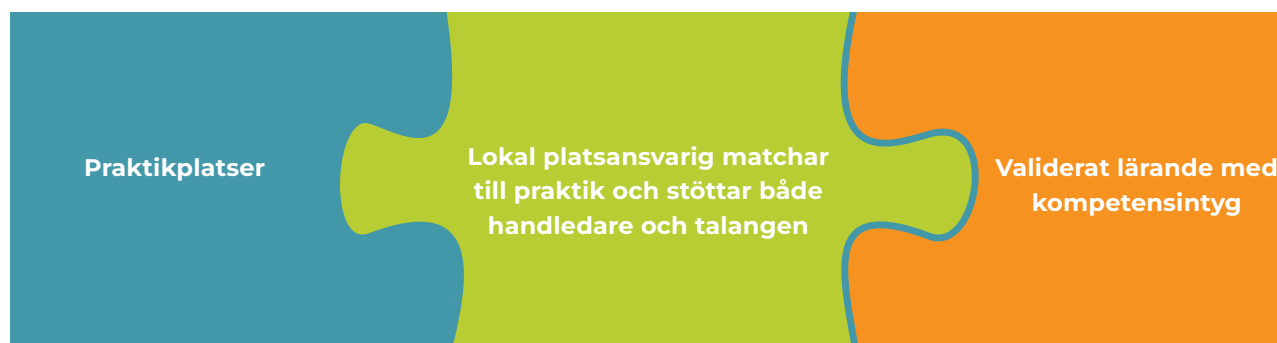 Praktikplatser
Lokal platsansvarig matchar
till praktik och stöttar både
handledare och talangen
Validerat lärande med
kompetensintyg